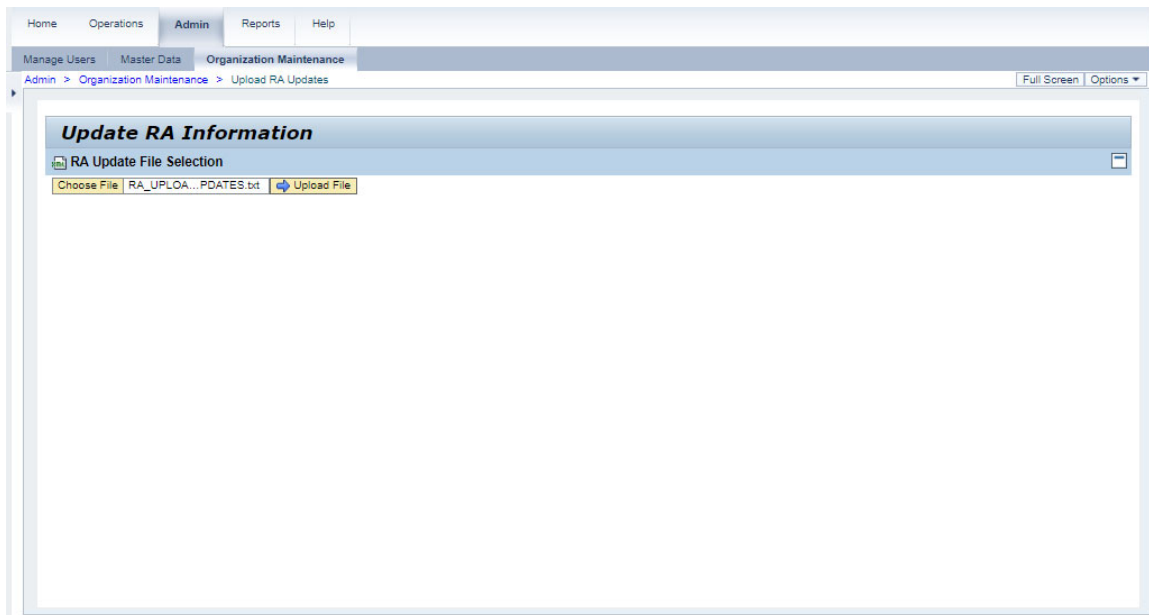 Home Operations Admin Reports Help
Manage Users Master Data Organization Maintenance
Admin > Organization Maintenance > Upload RA Updates Full Screen Options
Update RA Information
RA Update File Selection
Choose File RA_UPLOA...PDATES.txt Upload File